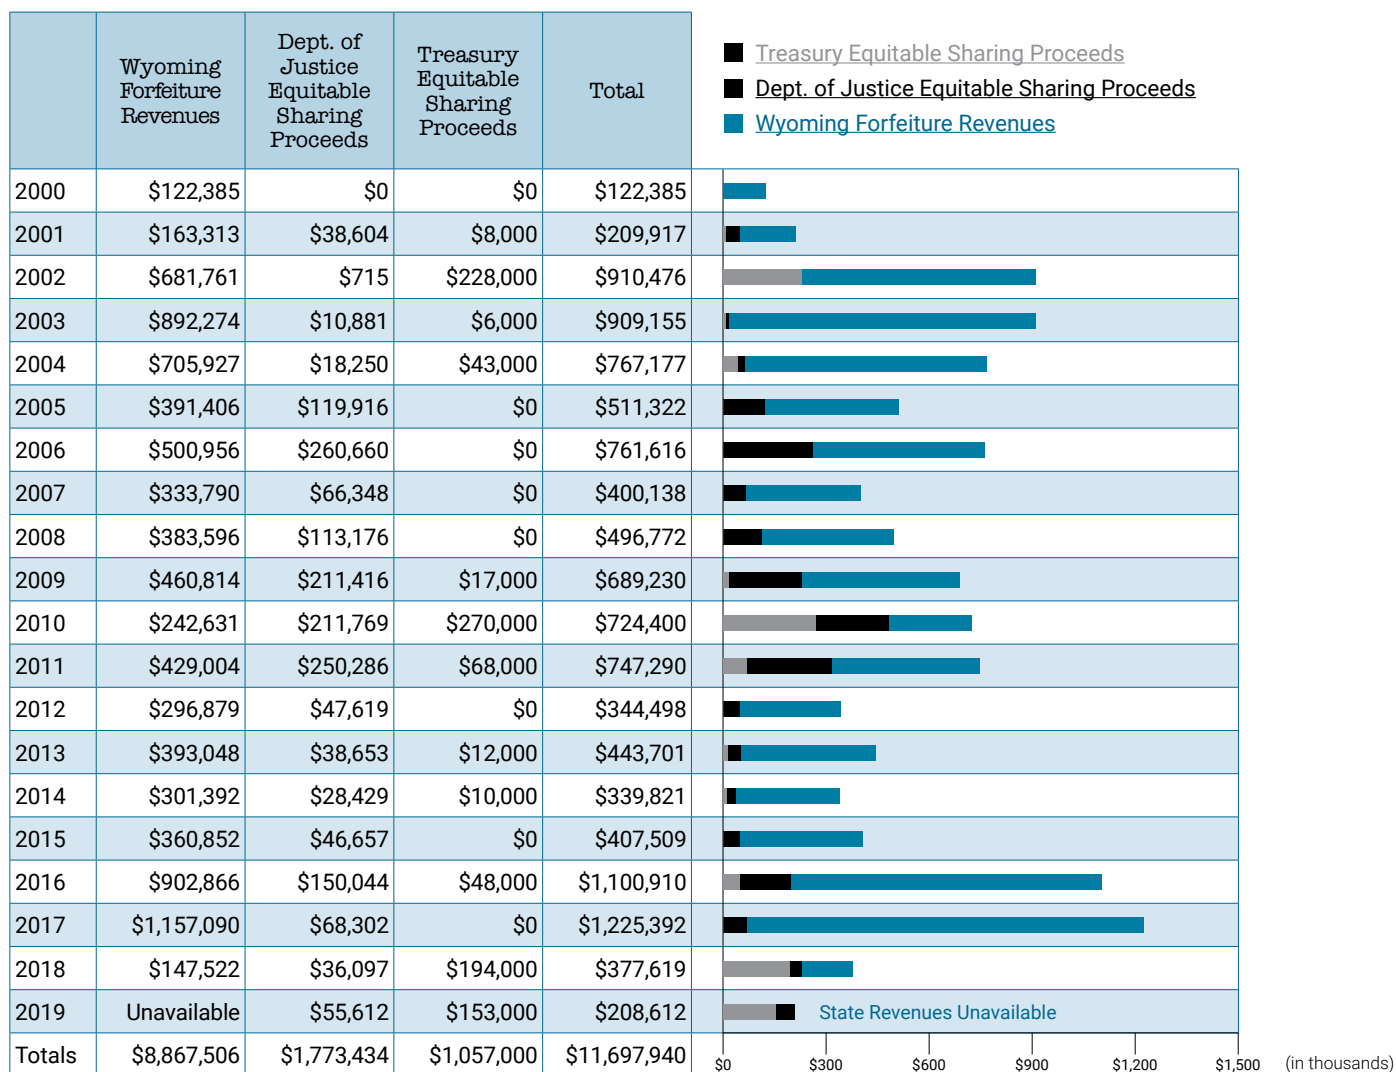 Wyoming
Forfeiture
Revenues
Dept. of
Justice
Equitable
Sharing
Proceeds
Treasury
Equitable
Sharing
Proceeds
Total
Treasury Equitable Sharing Proceeds
Dept. of Justice Equitable Sharing Proceeds
Wyoming Forfeiture Revenues
2000 $122,385 $0 $0 $122,385
2001 $163,313 $38,604 $8,000 $209,917
2002 $681,761 $715 $228,000 $910,476
2003 $892,274 $10,881 $6,000 $909,155
2004 $705,927 $18,250 $43,000 $767,177
2005 $391,406 $119,916 $0 $511,322
2006 $500,956 $260,660 $0 $761,616
2007 $333,790 $66,348 $0 $400,138
2008 $383,596 $113,176 $0 $496,772
2009 $460,814 $211,416 $17,000 $689,230
2010 $242,631 $211,769 $270,000 $724,400
2011 $429,004 $250,286 $68,000 $747,290
2012 $296,879 $47,619 $0 $344,498
2013 $393,048 $38,653 $12,000 $443,701
2014 $301,392 $28,429 $10,000 $339,821
2015 $360,852 $46,657 $0 $407,509
2016 $902,866 $150,044 $48,000 $1,100,910
2017 $1,157,090 $68,302 $0 $1,225,392
2018 $147,522 $36,097 $194,000 $377,619
2019 Unavailable $55,612 $153,000 $208,612 State Revenues Unavailable
Totals $8,867,506 $1,773,434 $1,057,000 $11,697,940
$0 $300 $600 $900 $1,200 $1,500 (in thousands)